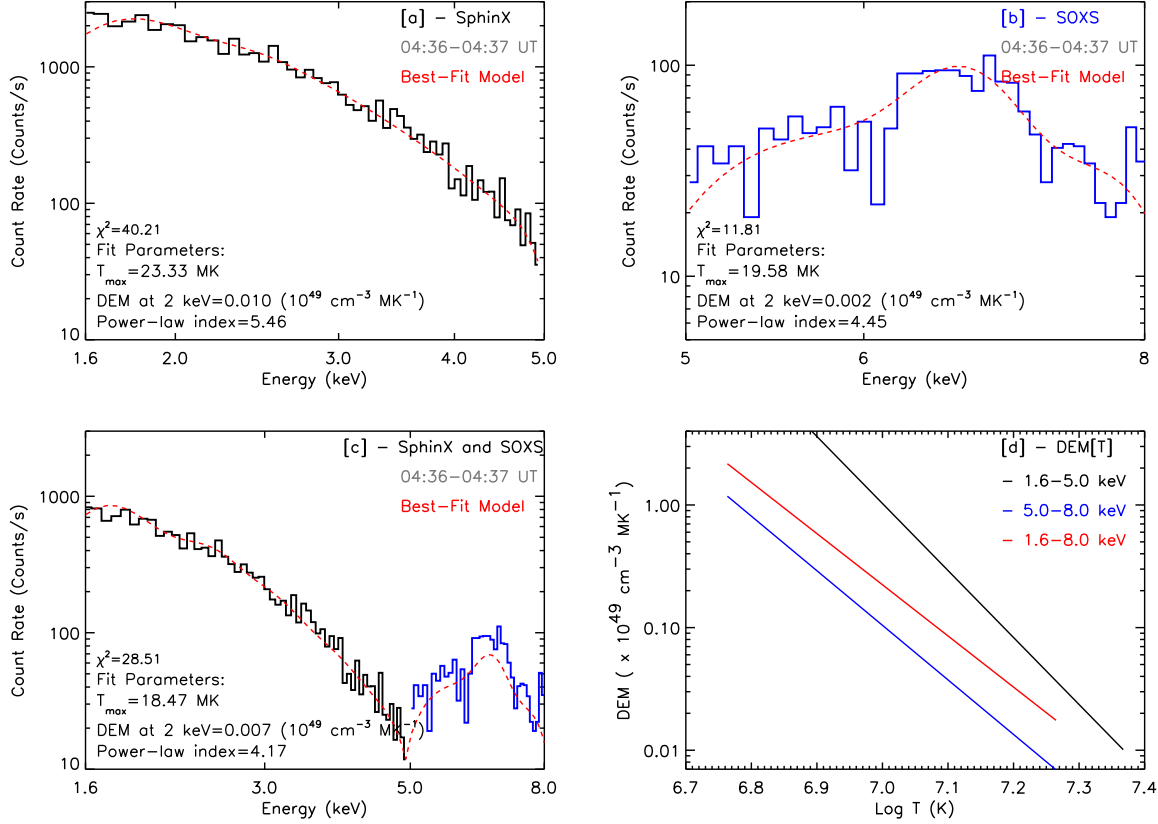 [a] – SphinX
04:36–04:37 UT
Best–Fit Model
1000
100
10
Count Rate (Counts/s)
χ²=40.21
Fit Parameters:
Tmax=23.33 MK
DEM at 2 keV=0.010 (10⁴⁹ cm⁻³ MK⁻¹)
Power–law index=5.46
1.6 2.0 3.0 4.0 5.0
Energy (keV)
[b] – SOXS
04:36–04:37 UT
Best–Fit Model
100
10
Count Rate (Counts/s)
χ²=11.81
Fit Parameters:
Tmax=19.58 MK
DEM at 2 keV=0.002 (10⁴⁹ cm⁻³ MK⁻¹)
Power–law index=4.45
5 6 8
Energy (keV)
[c] – SphinX and SOXS
04:36–04:37 UT
Best–Fit Model
1000
100
10
Count Rate (Counts/s)
χ²=28.51
Fit Parameters:
Tmax=18.47 MK
DEM at 2 keV=0.007 (10⁴⁹ cm⁻³ MK⁻¹)
Power–law index=4.17
1.6 3.0 5.0 8.0
Energy (keV)
[d] – DEM[T]
1.6–5.0 keV
5.0–8.0 keV
1.6–8.0 keV
1.00
0.10
0.01
DEM ( x 10⁴⁹ cm⁻³ MK⁻¹)
6.7 6.8 6.9 7.0 7.1 7.2 7.3 7.4
Log T (K)